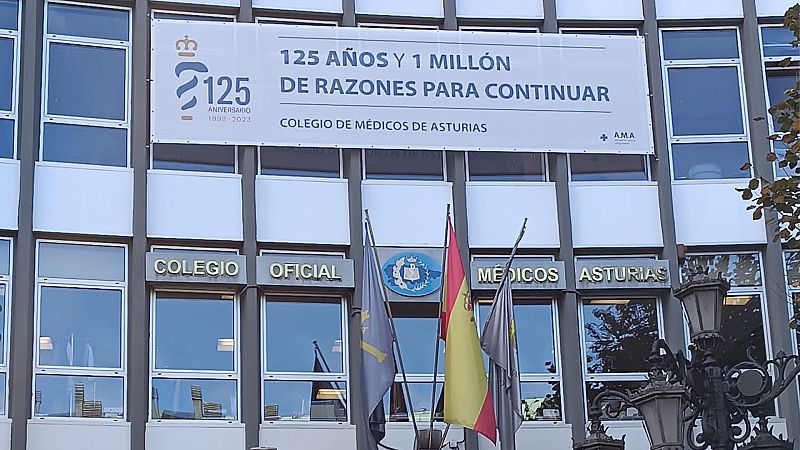 125
ANIVERSARIO
1898 - 2023
125 AÑOS Y 1 MILLÓN
DE RAZONES PARA CONTINUAR
COLEGIO DE MÉDICOS DE ASTURIAS
A.M.A.
COLEGIO OFICIAL MÉDICOS ASTURIAS